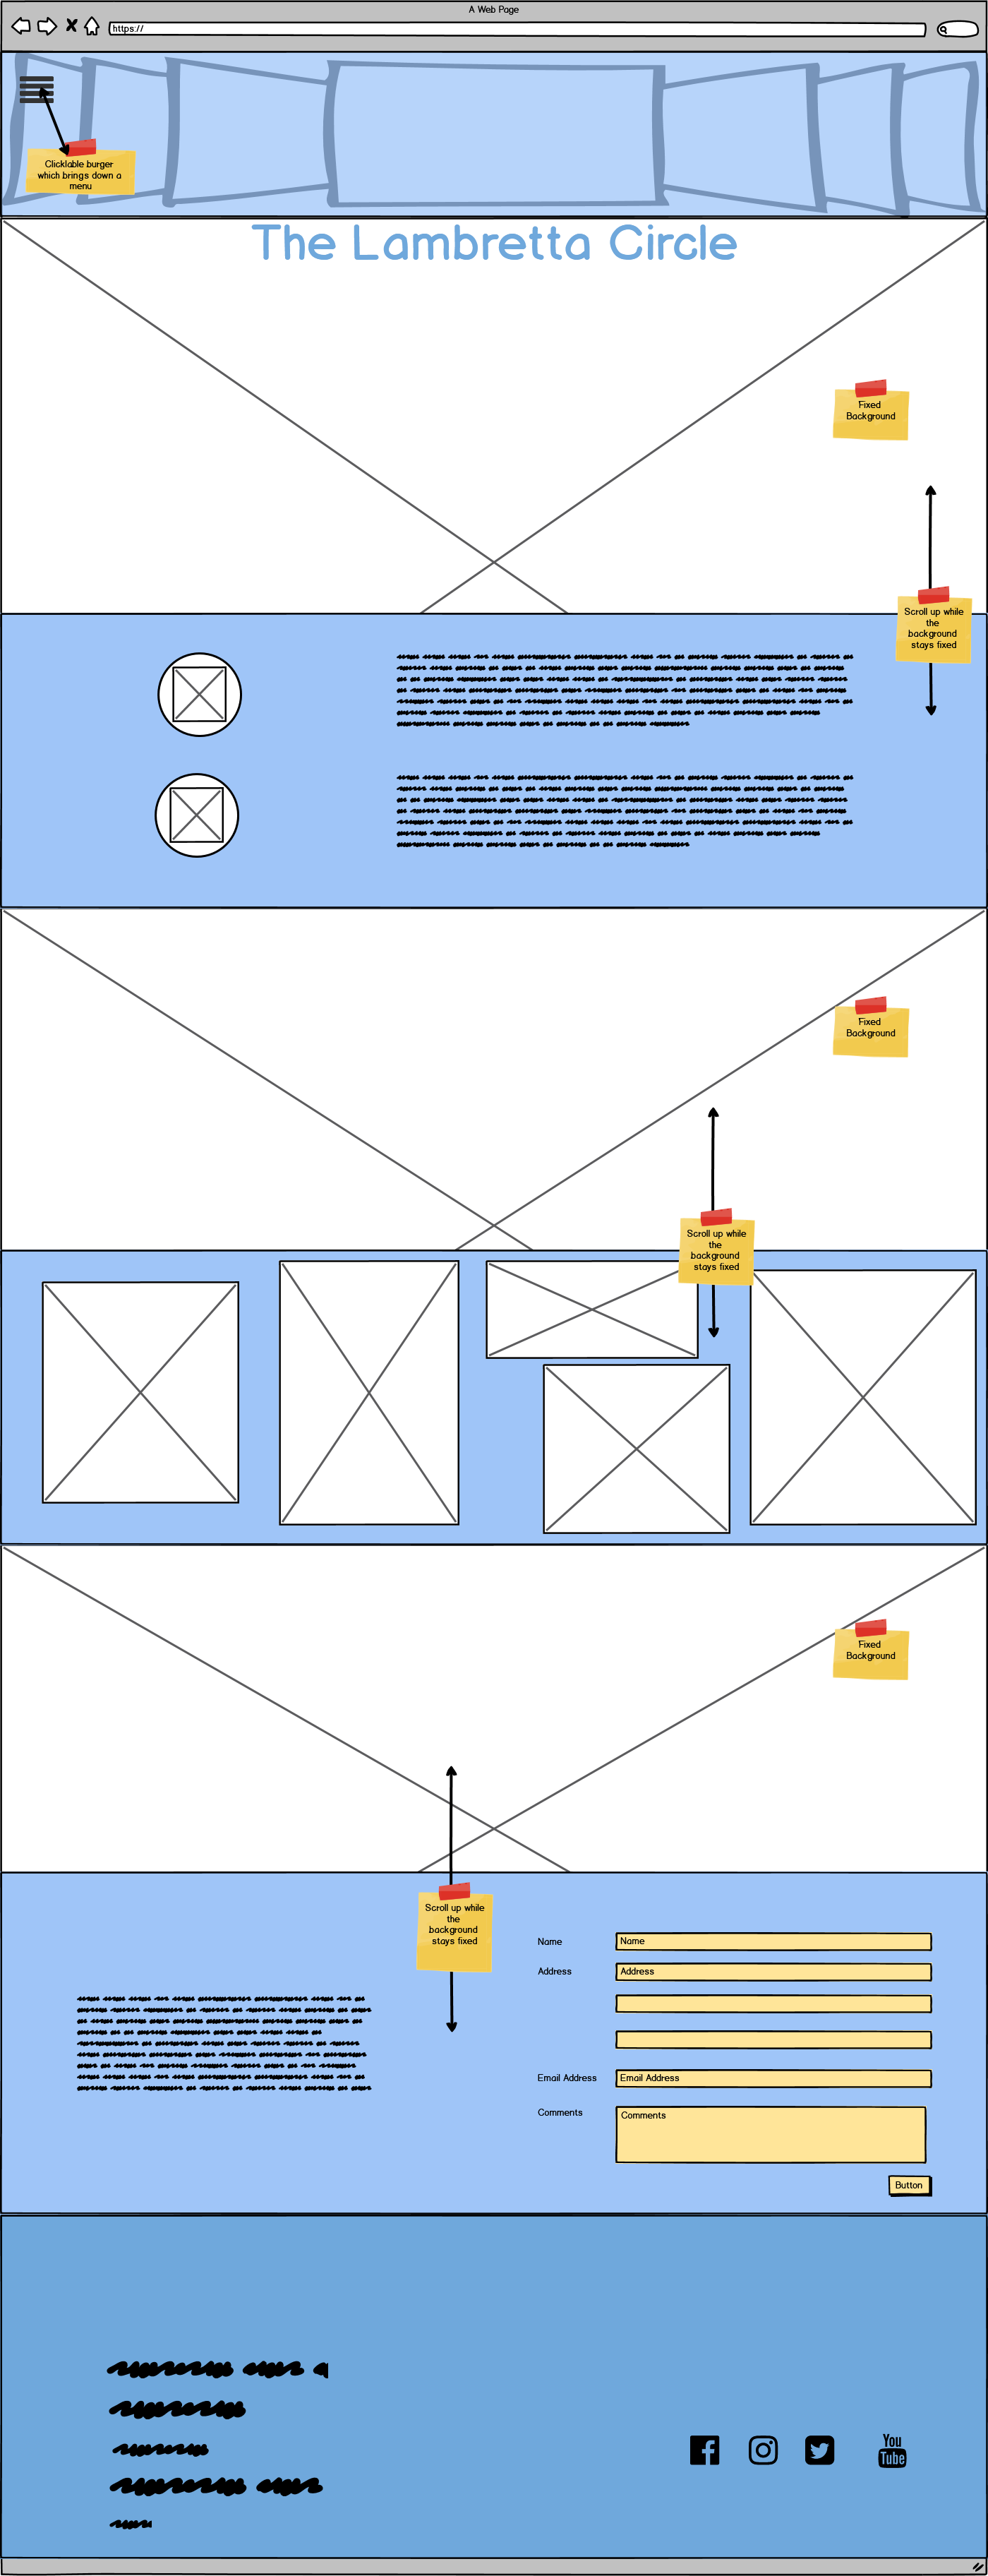 A Web Page
https://
Clicklable burger
which brings down a
menu
The Lambretta Circle
Fixed
Background
Scroll up while
the
background
stays fixed
Fixed
Background
Scroll up while
the
background
stays fixed
Fixed
Background
Scroll up while
the
background
stays fixed
Name
Name
Address
Address
Email Address
Email Address
Comments
Comments
Button
You
Tube